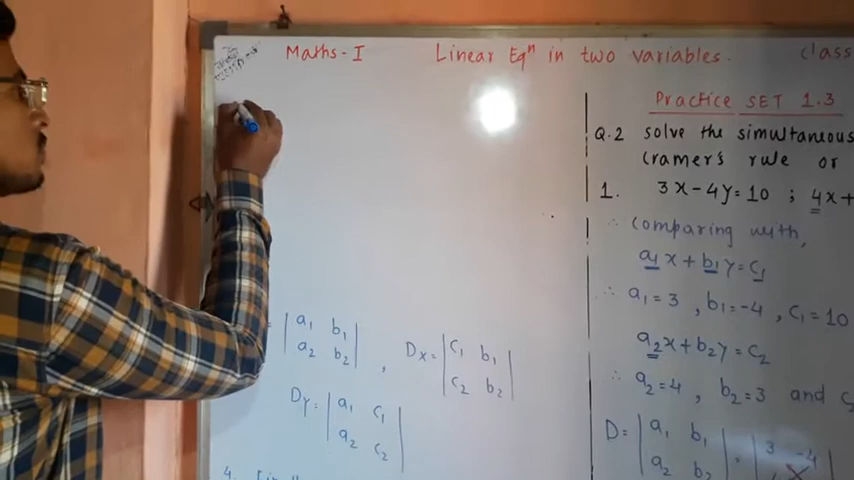 Maths - I Linear Eqⁿ in two variables. class
Practice SET 1.3
Q.2 solve the simultaneous
Cramer's rule or
1. 3x-4y=10 ; 4x+
∴ comparing with,
a₁x + b₁y = c₁
∴ a₁=3 , b₁=-4 , c₁=10
a₂x+b₂y=c₂
∴ a₂=4 , b₂=3 and c₂
D= | a₁ b₁ | = | 3 -4 |
a₂ b₂
= | a₁ b₁ | , Dx= | c₁ b₁ |
a₂ b₂ c₂ b₂
Dy= | a₁ c₁ |
a₂ c₂
4.